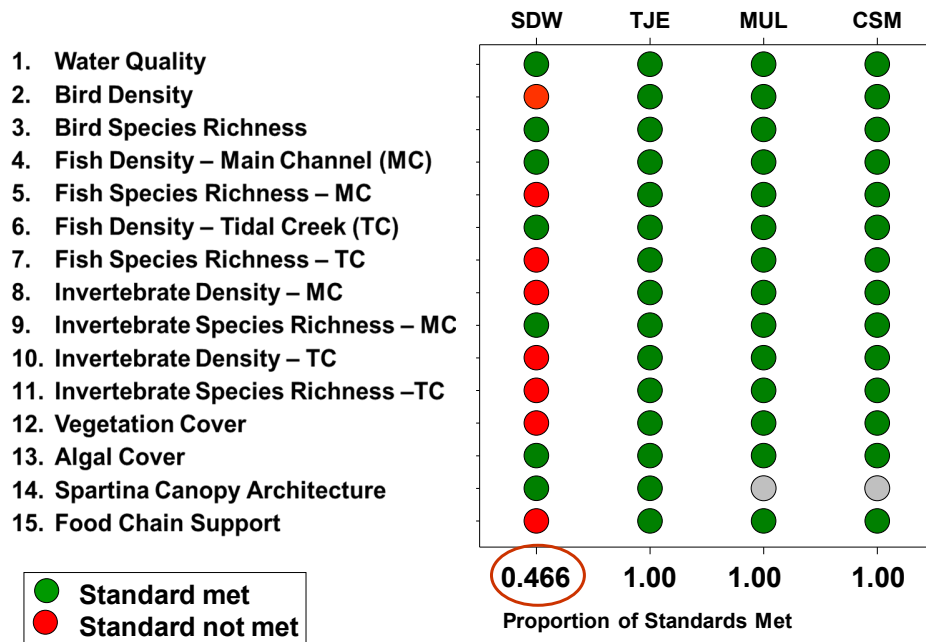 SDW TJE MUL CSM
1. Water Quality
2. Bird Density
3. Bird Species Richness
4. Fish Density – Main Channel (MC)
5. Fish Species Richness – MC
6. Fish Density – Tidal Creek (TC)
7. Fish Species Richness – TC
8. Invertebrate Density – MC
9. Invertebrate Species Richness – MC
10. Invertebrate Density – TC
11. Invertebrate Species Richness –TC
12. Vegetation Cover
13. Algal Cover
14. Spartina Canopy Architecture
15. Food Chain Support
0.466 1.00 1.00 1.00
Proportion of Standards Met
Standard met
Standard not met